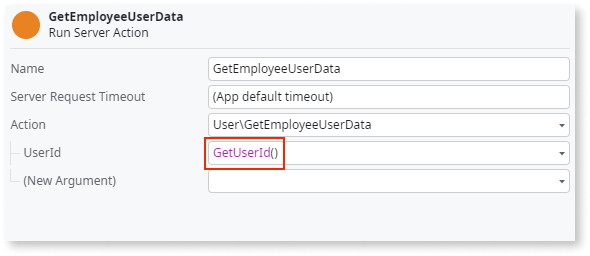 GetEmployeeUserData
Run Server Action
Name GetEmployeeUserData
Server Request Timeout (App default timeout)
Action User\GetEmployeeUserData
UserId GetUserId()
(New Argument)